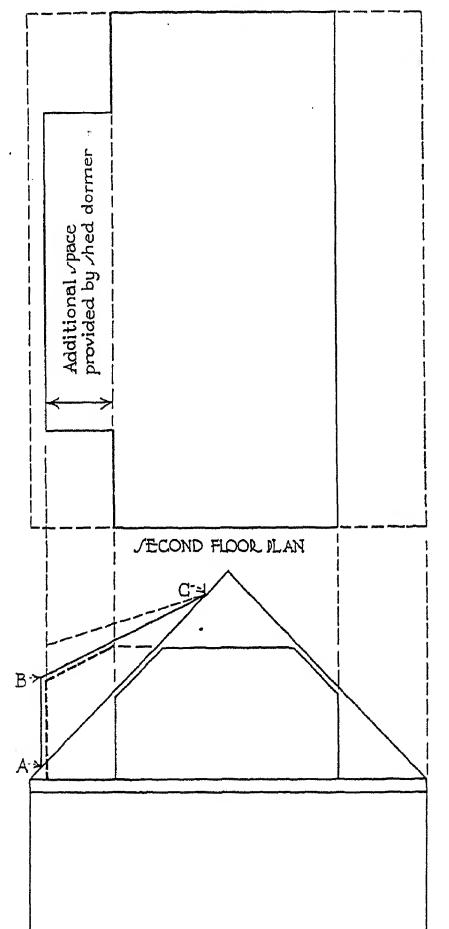 Additional space
provided by shed dormer
SECOND FLOOR PLAN
C
B
A